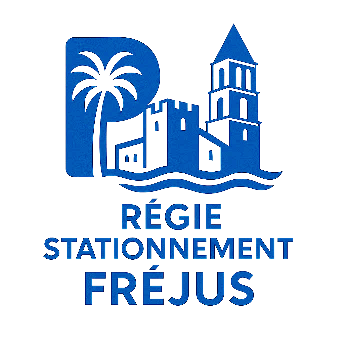 P
RÉGIE
STATIONNEMENT
FRÉJUS